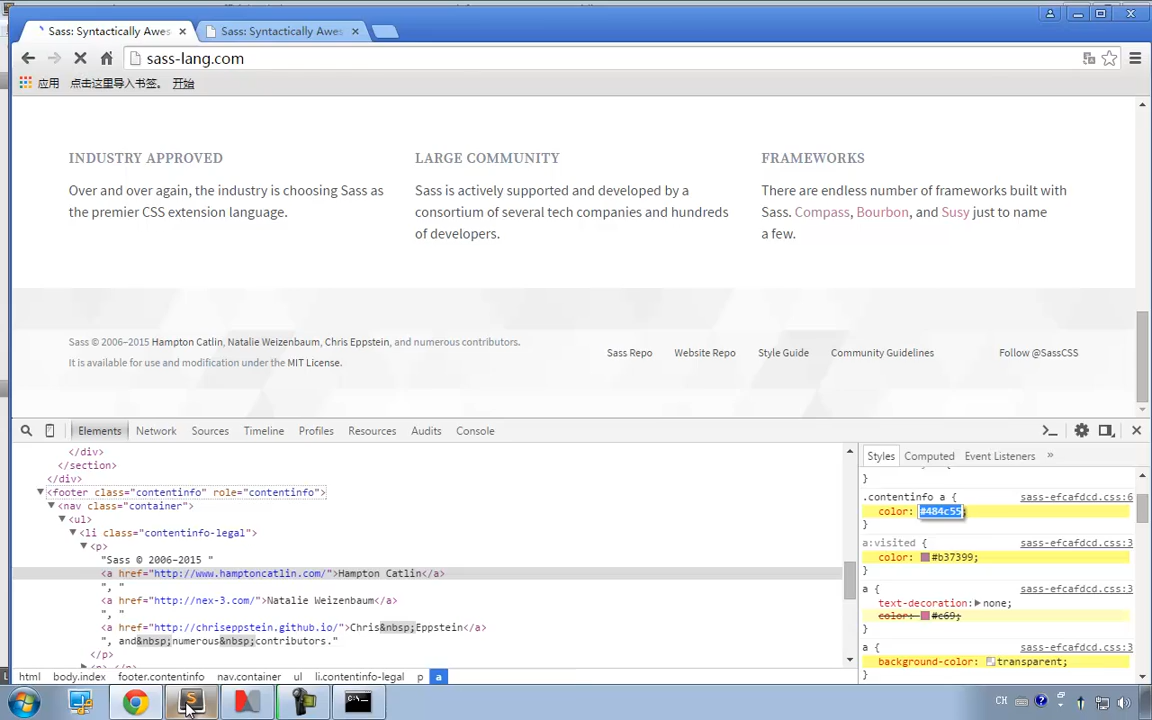 Sass: Syntactically Awes
Sass: Syntactically Awes
sass-lang.com
应用 点击这里导入书签。 开始
INDUSTRY APPROVED
Over and over again, the industry is choosing Sass as
the premier CSS extension language.
LARGE COMMUNITY
Sass is actively supported and developed by a
consortium of several tech companies and hundreds
of developers.
FRAMEWORKS
There are endless number of frameworks built with
Sass. Compass, Bourbon, and Susy just to name
a few.
Sass © 2006–2015 Hampton Catlin, Natalie Weizenbaum, Chris Eppstein, and numerous contributors.
It is available for use and modification under the MIT License.
Sass Repo Website Repo Style Guide Community Guidelines Follow @SassCSS
Elements Network Sources Timeline Profiles Resources Audits Console
</div>
</section>
</div>
<footer class="contentinfo" role="contentinfo">
<nav class="container">
<ul>
<li class="contentinfo-legal">
<p>
"Sass © 2006–2015 "
<a href="http://www.hamptoncatlin.com/">Hampton Catlin</a>
", "
<a href="http://nex-3.com/">Natalie Weizenbaum</a>
", "
<a href="http://chriseppstein.github.io/">Chris&nbsp;Eppstein</a>
", and&nbsp;numerous&nbsp;contributors."
</p>
html body.index footer.contentinfo nav.container ul li.contentinfo-legal p a
Styles Computed Event Listeners »
}
.contentinfo a { sass-efcafdcd.css:6
color: #484c55;
}
a:visited { sass-efcafdcd.css:3
color: #b37399;
}
a { sass-efcafdcd.css:3
text-decoration: none;
color: #c69;
}
a { sass-efcafdcd.css:3
background-color: transparent;
CH